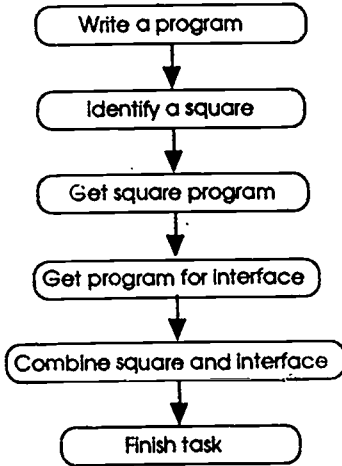 Write a program
Identify a square
Get square program
Get program for interface
Combine square and interface
Finish task